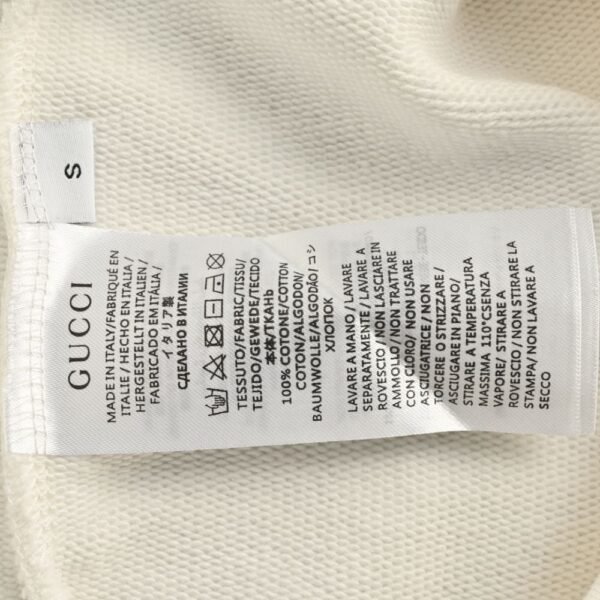 S
GUCCI
MADE IN ITALY/FABRIQUÉ EN
ITALIE / HECHO EN ITALIA /
HERGESTELLT IN ITALIEN /
FABRICADO EM ITÁLIA /
イタリア製
СДЕЛАНО В ИТАЛИИ
TESSUTO/FABRIC/TISSU/
TEJIDO/GEWEDE/TECIDO
本体/ТКАНЬ
100% COTONE/COTTON
COTON/ALGODON/
BAUMWOLLE/ALGODÃO/コシ
ХЛОПОК
LAVARE A MANO/ LAVARE
SEPARATAMENTE / LAVARE A
ROVESCIO / NON LASCIARE IN
AMMOLLO / NON TRATTARE
CON CLORO/ NON USARE
ASCIUGATRICE / NON
TORCERE O STRIZZARE /
ASCIUGARE IN PIANO/
STIRARE A TEMPERATURA
MASSIMA 110°CSENZA
VAPORE/ STIRARE A
ROVESCIO / NON STIRARE LA
STAMPA/ NON LAVARE A
SECCO